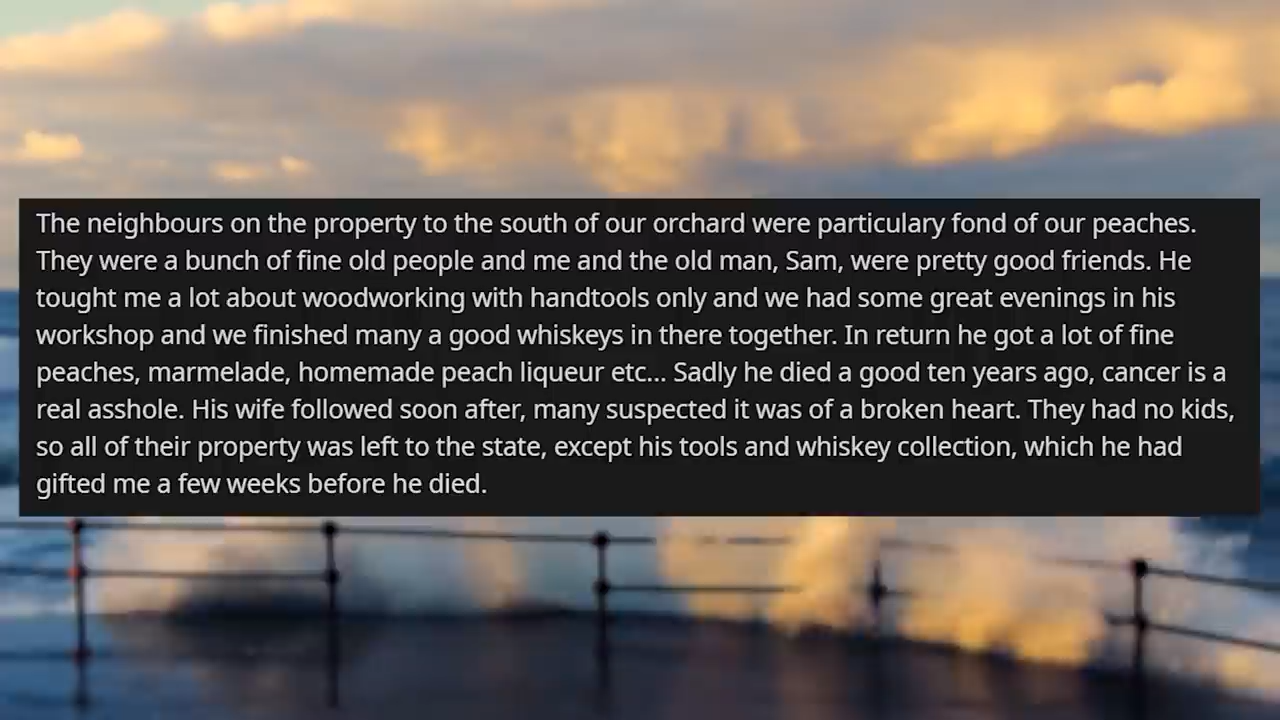 The neighbours on the property to the south of our orchard were particulary fond of our peaches.
They were a bunch of fine old people and me and the old man, Sam, were pretty good friends. He
tought me a lot about woodworking with handtools only and we had some great evenings in his
workshop and we finished many a good whiskeys in there together. In return he got a lot of fine
peaches, marmelade, homemade peach liqueur etc... Sadly he died a good ten years ago, cancer is a
real asshole. His wife followed soon after, many suspected it was of a broken heart. They had no kids,
so all of their property was left to the state, except his tools and whiskey collection, which he had
gifted me a few weeks before he died.